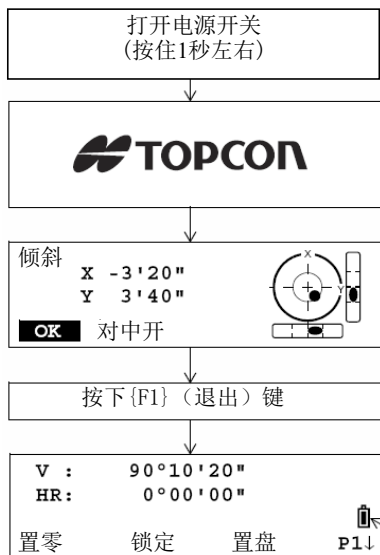 打开电源开关
(按住1秒左右)
TOPCON
倾斜
X -3'20"
Y 3'40"
X
Y
OK 对中开
按下{F1}（退出）键
V : 90°10'20"
HR: 0°00'00"
置零 锁定 置盘 P1↓